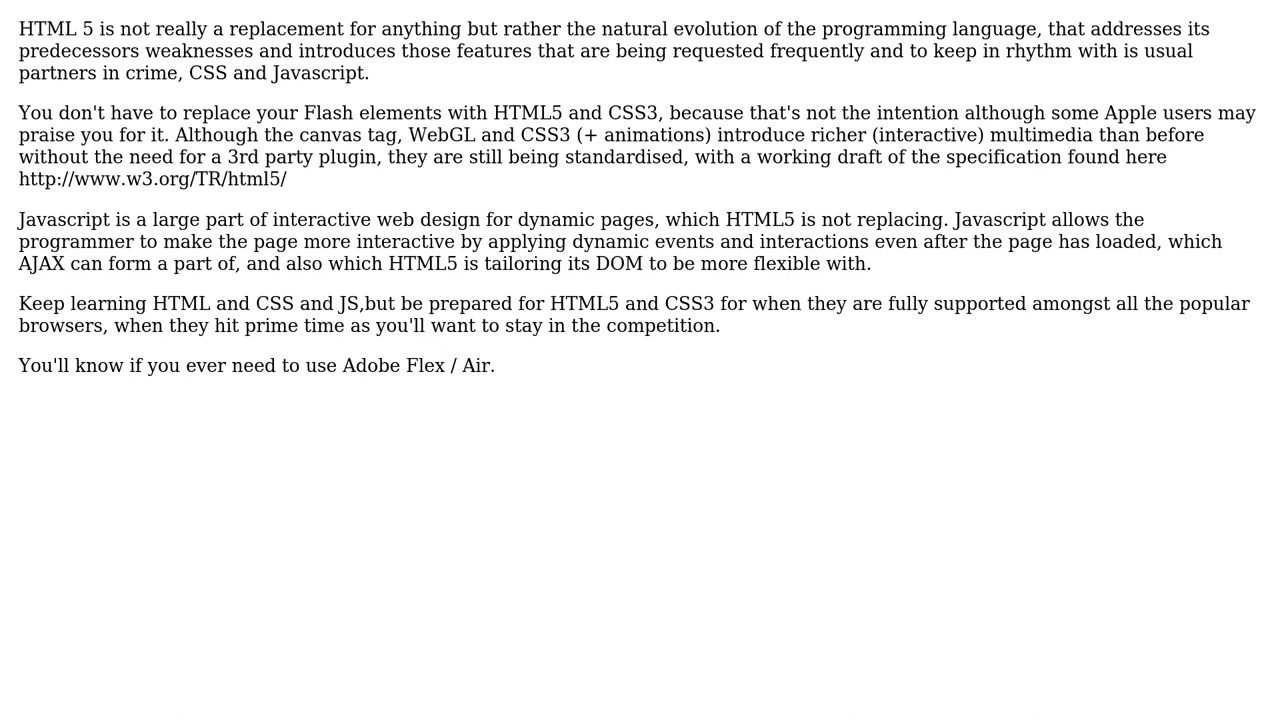 HTML 5 is not really a replacement for anything but rather the natural evolution of the programming language, that addresses its
predecessors weaknesses and introduces those features that are being requested frequently and to keep in rhythm with is usual
partners in crime, CSS and Javascript.
You don't have to replace your Flash elements with HTML5 and CSS3, because that's not the intention although some Apple users may
praise you for it. Although the canvas tag, WebGL and CSS3 (+ animations) introduce richer (interactive) multimedia than before
without the need for a 3rd party plugin, they are still being standardised, with a working draft of the specification found here
http://www.w3.org/TR/html5/
Javascript is a large part of interactive web design for dynamic pages, which HTML5 is not replacing. Javascript allows the
programmer to make the page more interactive by applying dynamic events and interactions even after the page has loaded, which
AJAX can form a part of, and also which HTML5 is tailoring its DOM to be more flexible with.
Keep learning HTML and CSS and JS,but be prepared for HTML5 and CSS3 for when they are fully supported amongst all the popular
browsers, when they hit prime time as you'll want to stay in the competition.
You'll know if you ever need to use Adobe Flex / Air.